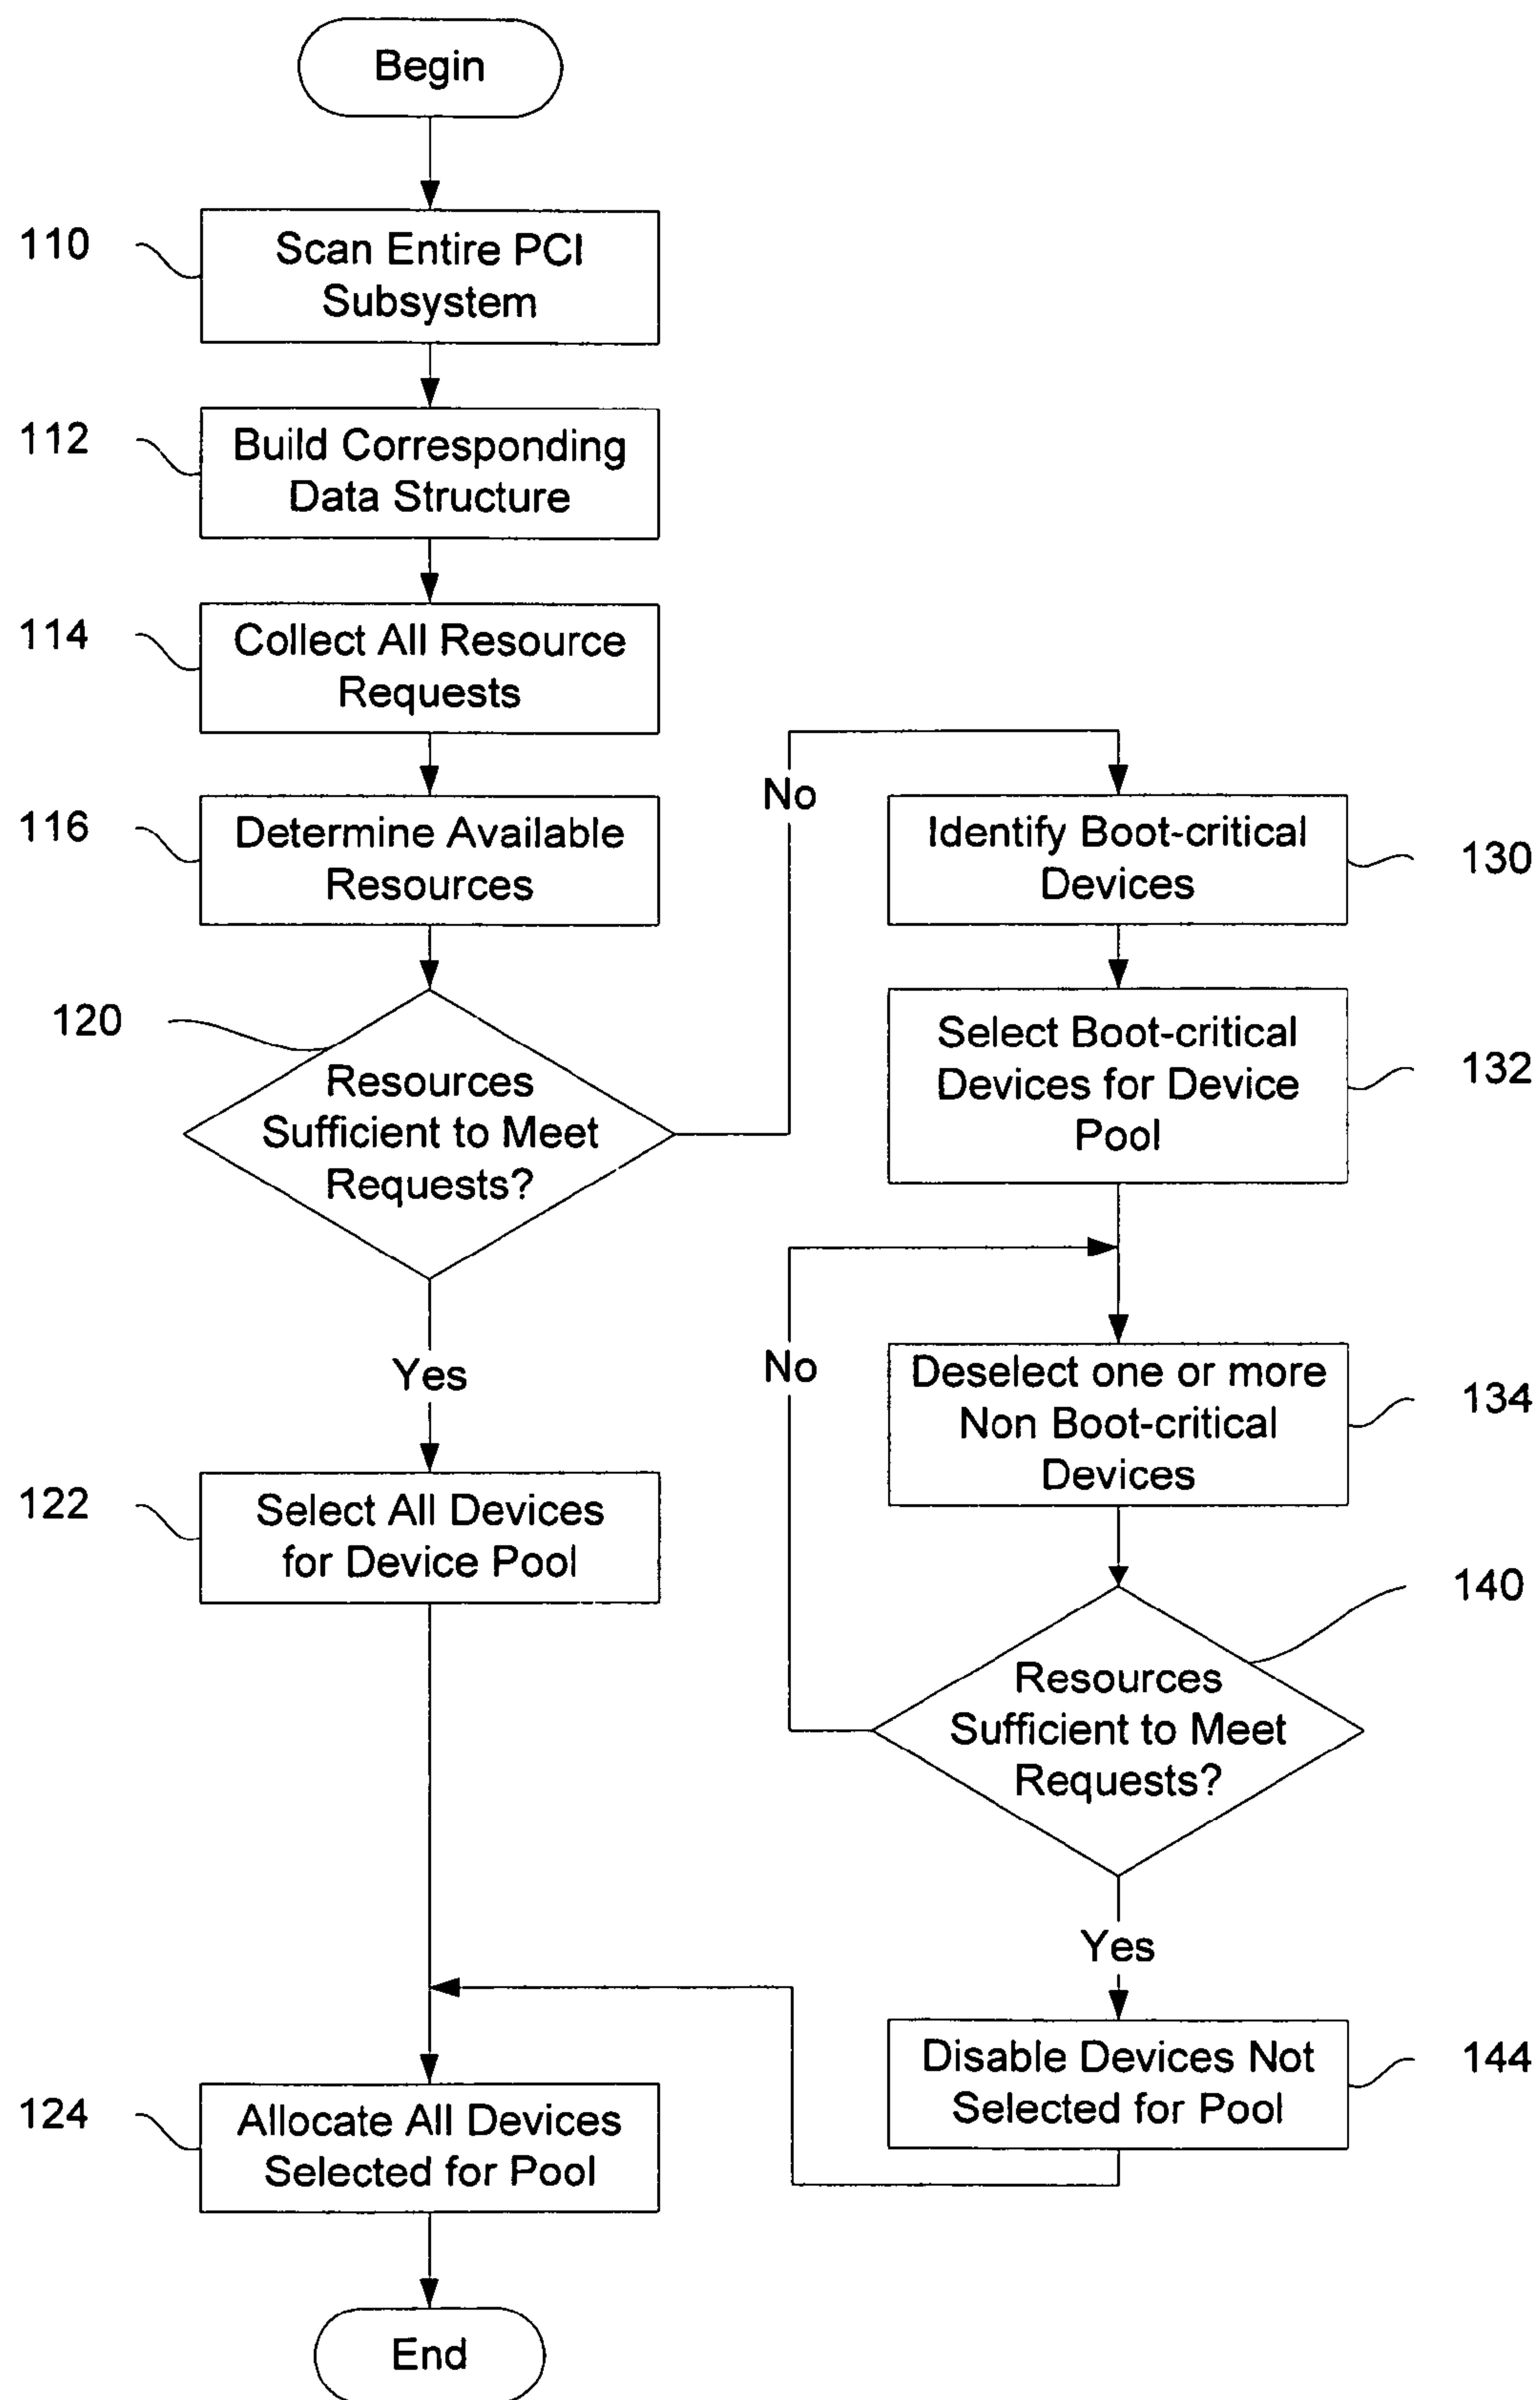 Begin
110
Scan Entire PCI
Subsystem
112
Build Corresponding
Data Structure
114
Collect All Resource
Requests
116
Determine Available
Resources
120
Resources
Sufficient to Meet
Requests?
Yes
122
Select All Devices
for Device Pool
124
Allocate All Devices
Selected for Pool
End
No
Identify Boot-critical
Devices
130
Select Boot-critical
Devices for Device
Pool
132
No
Deselect one or more
Non Boot-critical
Devices
134
140
Resources
Sufficient to Meet
Requests?
Yes
Disable Devices Not
Selected for Pool
144